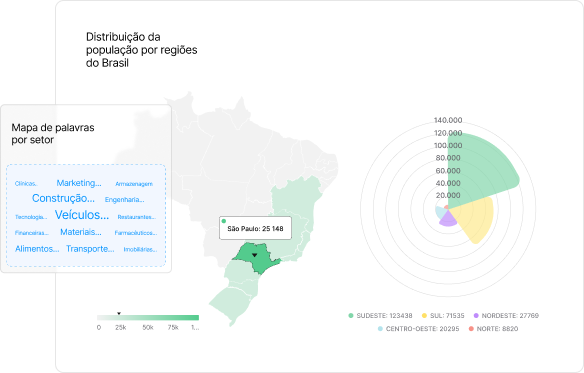 Distribuição da
população por regiões
do Brasil
Mapa de palavras
por setor
Clínicas.. Marketing... Armazenagem
Construção... Engenharia...
Tecnologia... Veículos... Restaurantes...
Financeiras... Materiais... Farmacêuticos...
Alimentos... Transporte... Imobiliárias...
São Paulo: 25 148
0 25k 50k 75k 1...
140.000
120.000
100.000
80.000
60.000
40.000
20.000
SUDESTE: 123438 SUL: 71535 NORDESTE: 27769
CENTRO-OESTE: 20295 NORTE: 8820